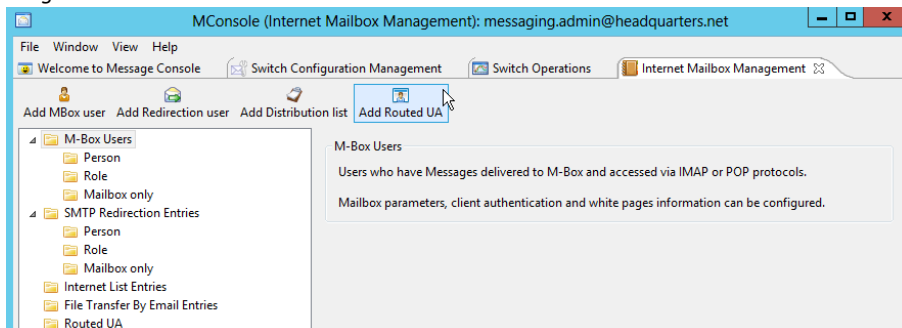 MConsole (Internet Mailbox Management): messaging.admin@headquarters.net
File Window View Help
Welcome to Message Console Switch Configuration Management Switch Operations Internet Mailbox Management
Add MBox user Add Redirection user Add Distribution list Add Routed UA
M-Box Users
Person
Role
Mailbox only
SMTP Redirection Entries
Person
Role
Mailbox only
Internet List Entries
File Transfer By Email Entries
Routed UA
M-Box Users
Users who have Messages delivered to M-Box and accessed via IMAP or POP protocols.
Mailbox parameters, client authentication and white pages information can be configured.